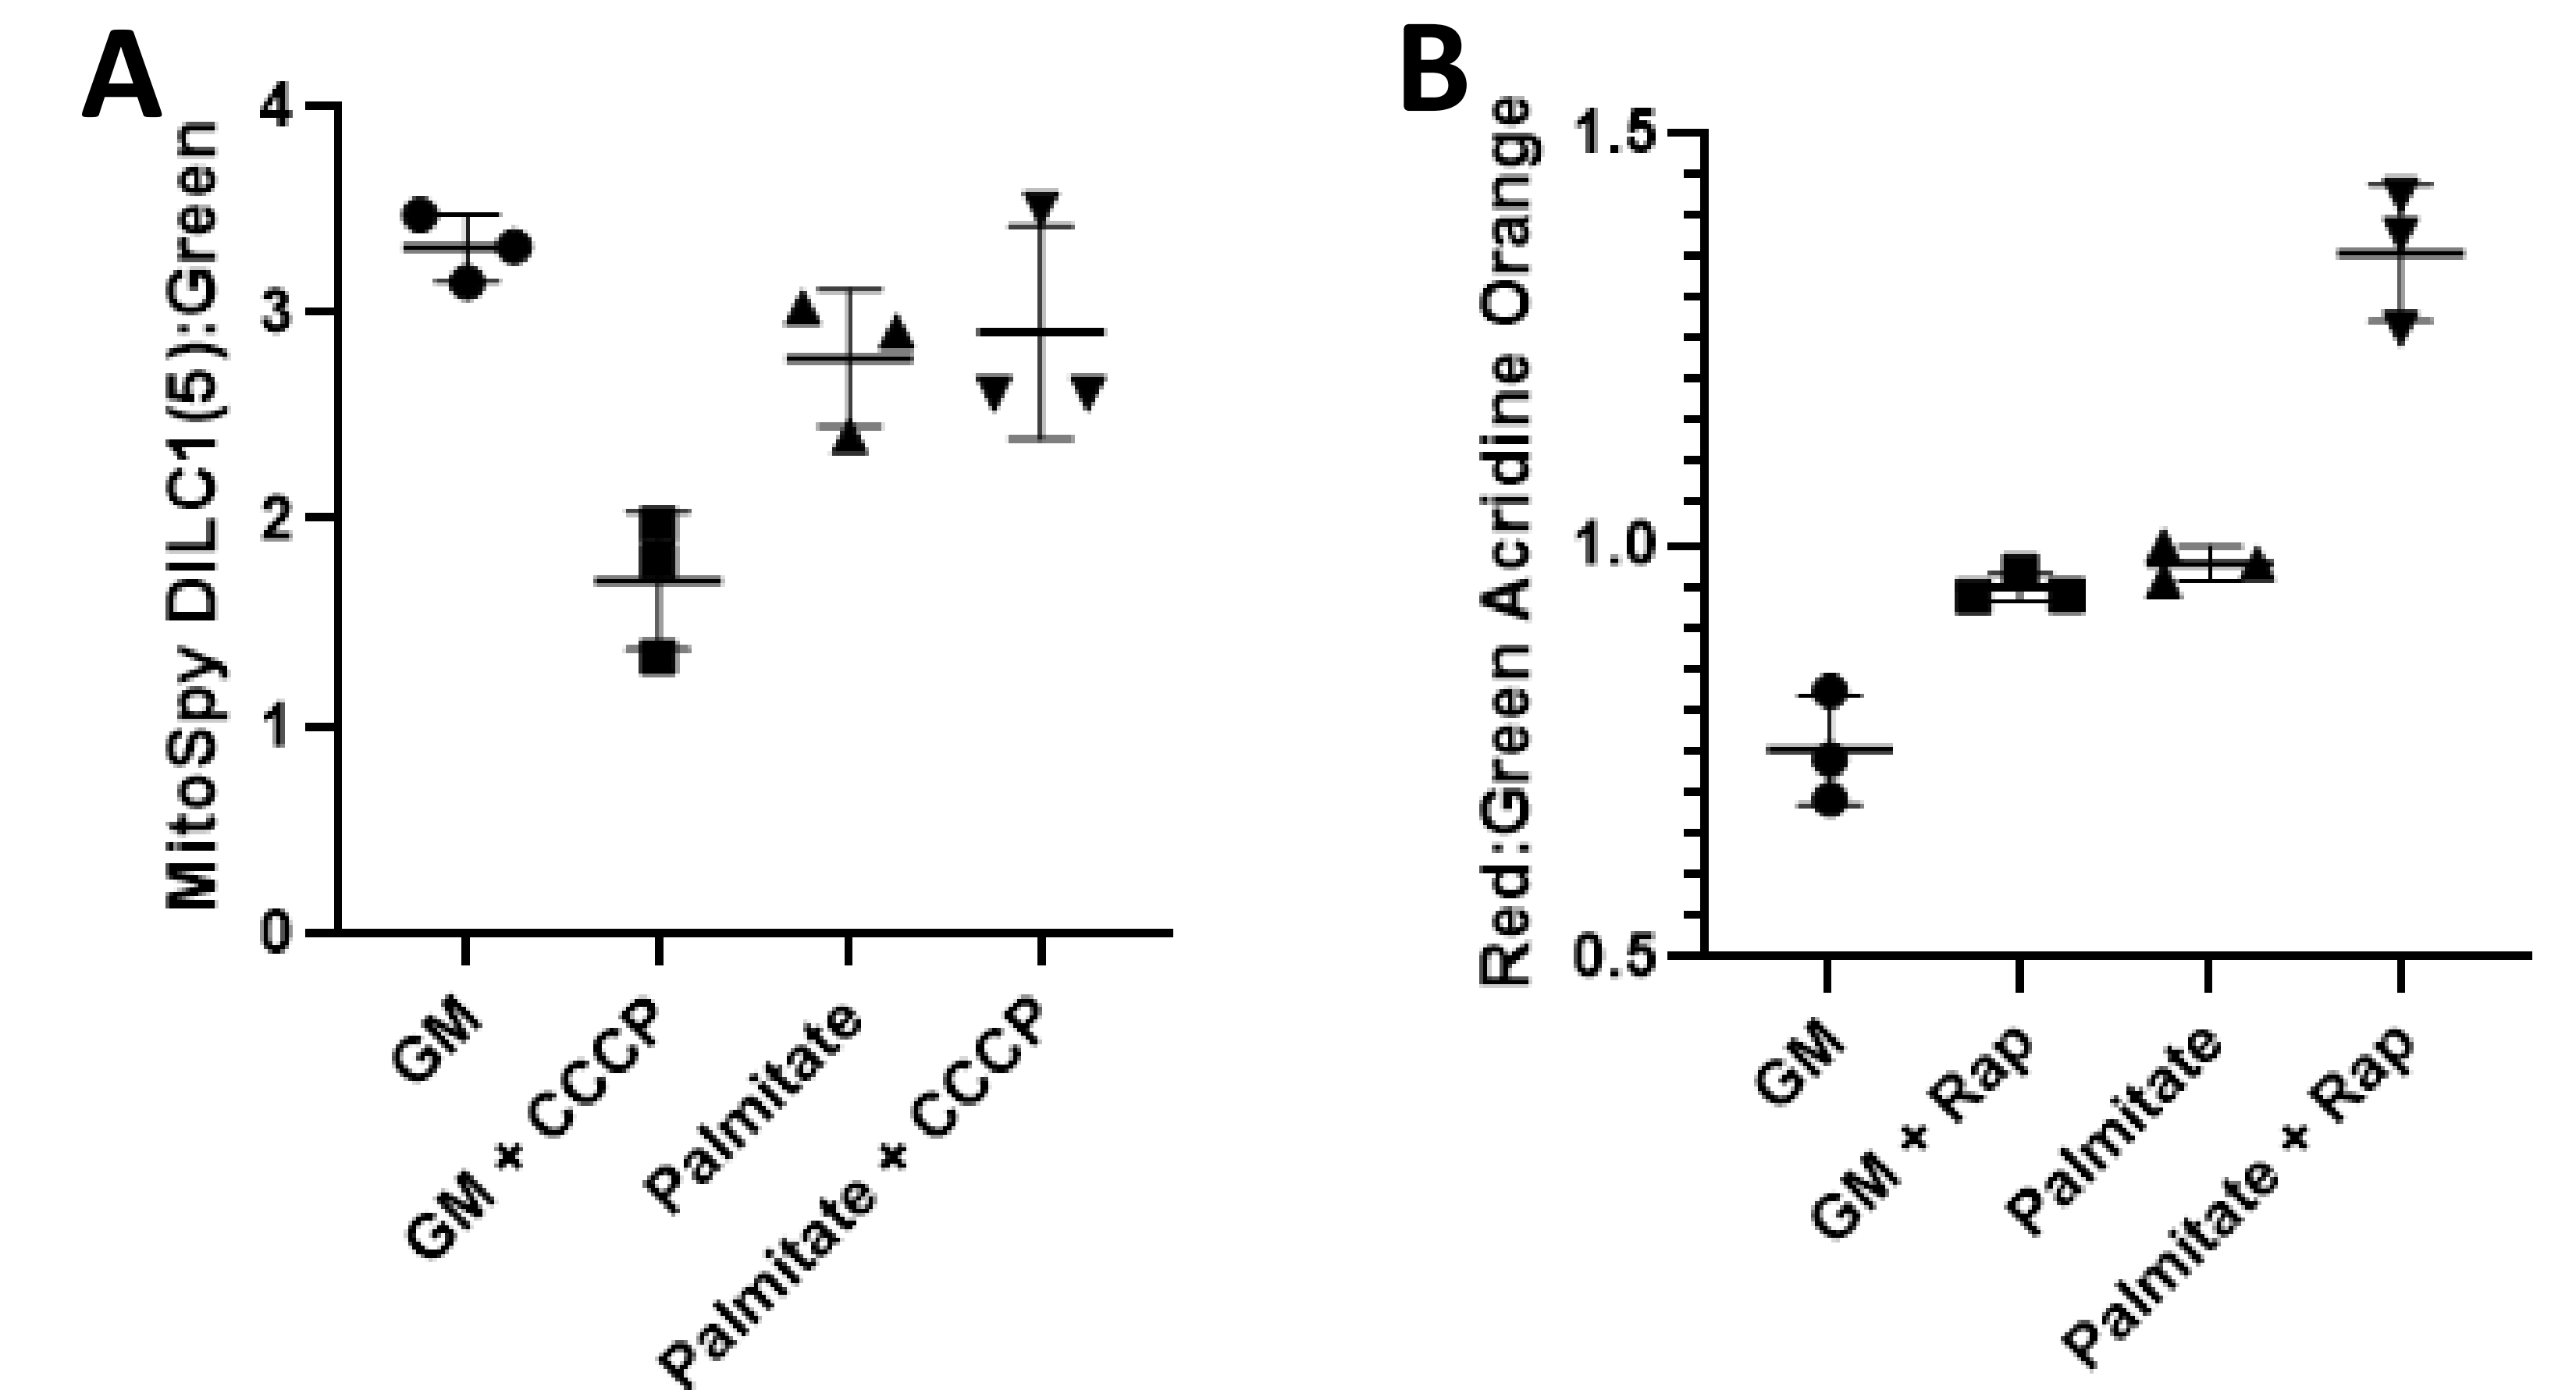 A
MitoSpy DILC1(5):Green
4
3
2
1
0
GM
GM + CCCP
Palmitate
Palmitate + CCCP
B
Red:Green Acridine Orange
1.5
1.0
0.5
GM
GM + Rap
Palmitate
Palmitate + Rap